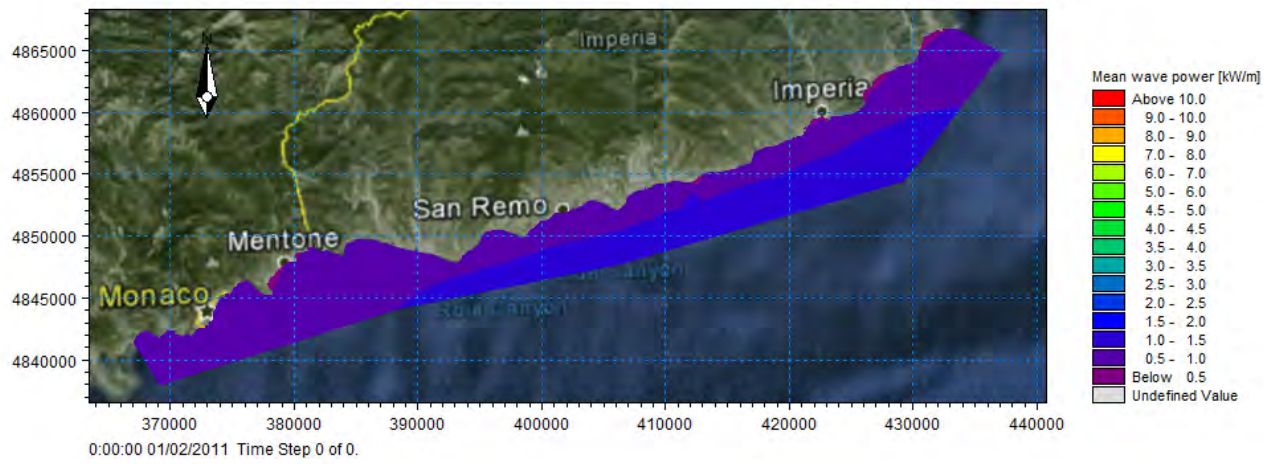 4865000
4860000
4855000
4850000
4845000
4840000
N
Imperia
Imperia
San Remo
Mentone
Monaco
Canyon
Roia Canyon
370000 380000 390000 400000 410000 420000 430000 440000
0:00:00 01/02/2011 Time Step 0 of 0.
Mean wave power [kW/m]
Above 10.0
9.0 - 10.0
8.0 - 9.0
7.0 - 8.0
6.0 - 7.0
5.0 - 6.0
4.5 - 5.0
4.0 - 4.5
3.5 - 4.0
3.0 - 3.5
2.5 - 3.0
2.0 - 2.5
1.5 - 2.0
1.0 - 1.5
0.5 - 1.0
Below 0.5
Undefined Value